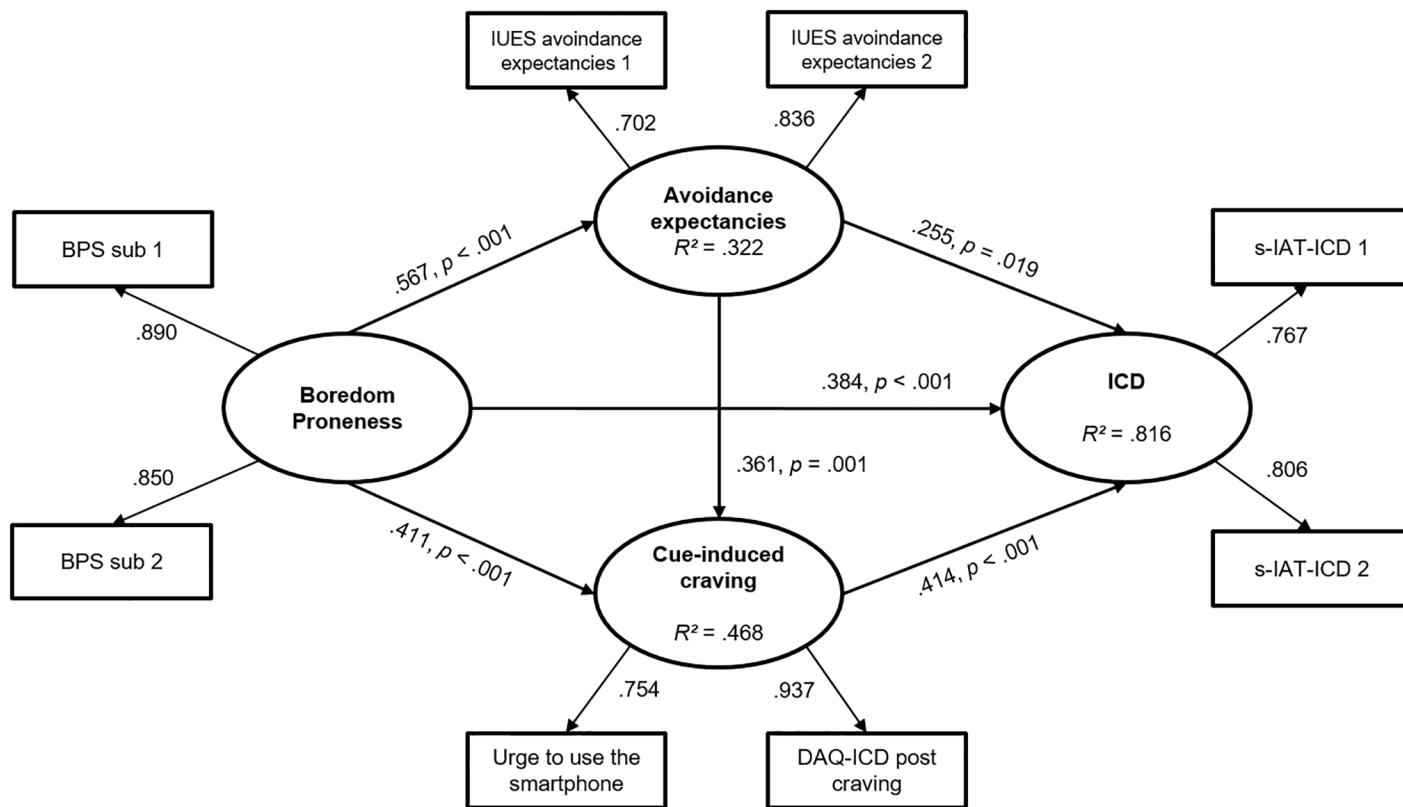 IUES avoindance
expectancies 1
IUES avoindance
expectancies 2
.702
.836
Avoidance
expectancies
R² = .322
BPS sub 1
.567, p < .001
.255, p = .019
s-IAT-ICD 1
.890
.767
Boredom
Proneness
.384, p < .001
ICD
R² = .816
.361, p = .001
.850
.806
BPS sub 2
.411, p < .001
Cue-induced
craving
R² = .468
.414, p < .001
s-IAT-ICD 2
.754
.937
Urge to use the
smartphone
DAQ-ICD post
craving